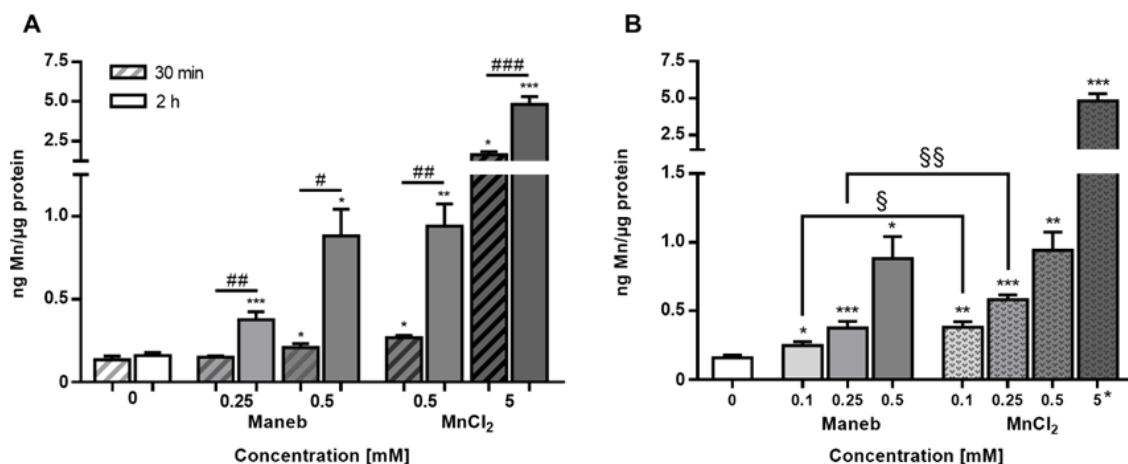 A
ng Mn/µg protein
7.5
5.0
2.5
1.0
0.5
0
30 min
2 h
##
***
*
#
*
*
##
**
*
###
***
0 0.25 0.5 0.5 5
Maneb MnCl₂
Concentration [mM]
B
ng Mn/µg protein
7.5
5.0
2.5
1.5
1.0
0.5
0
§§
§
*
***
*
**
***
**
***
0 0.1 0.25 0.5 0.1 0.25 0.5 5*
Maneb MnCl₂
Concentration [mM]